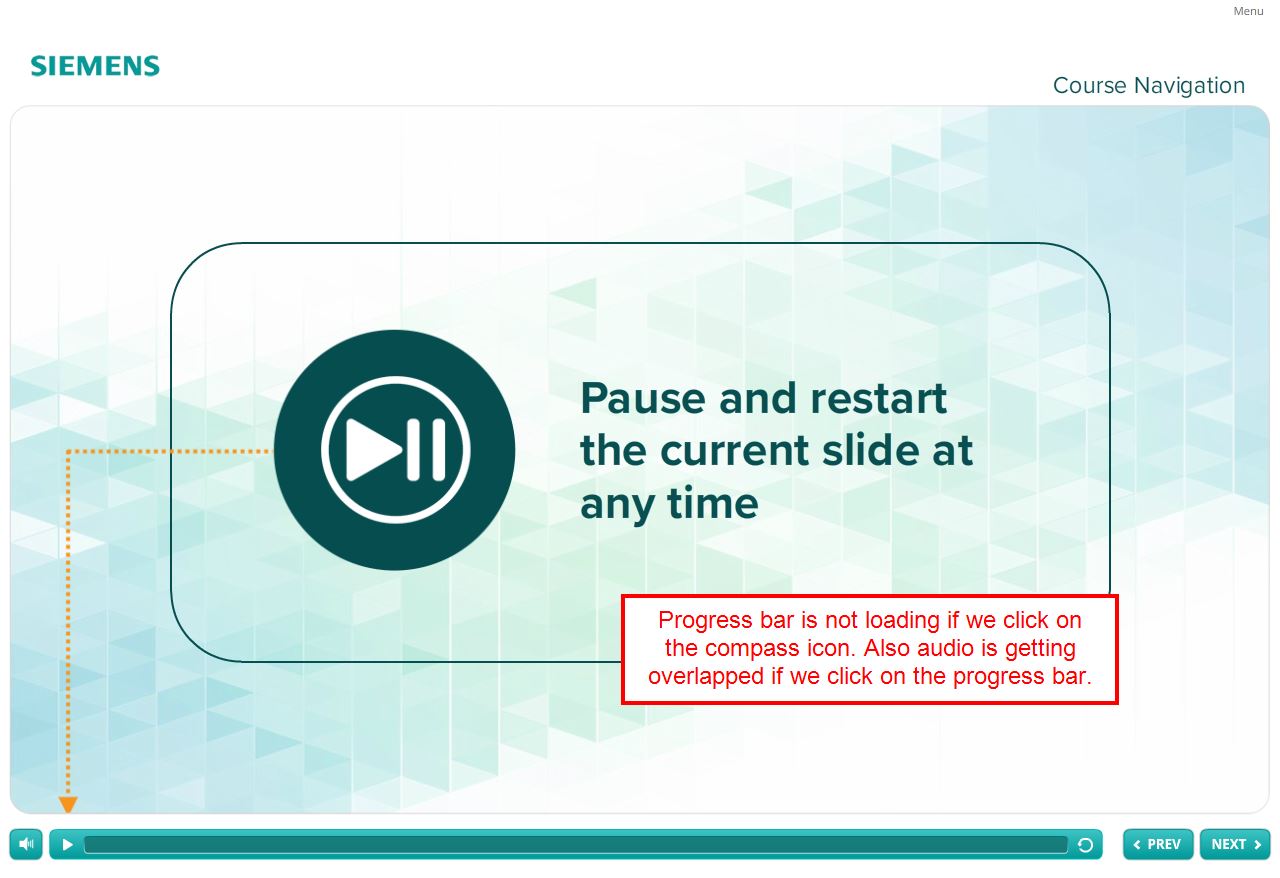 Menu
SIEMENS
Course Navigation
Pause and restart
the current slide at
any time
Progress bar is not loading if we click on
the compass icon. Also audio is getting
overlapped if we click on the progress bar.
PREV
NEXT